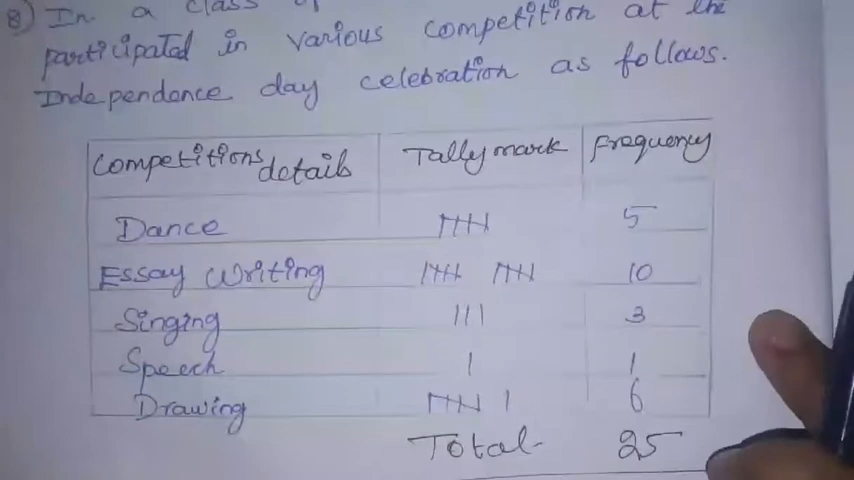 8) In a class of
participated in various competition at the
Independence day celebration as follows.
Competitions details Tally mark Frequency
Dance 𝍸 5
Essay Writing 𝍸 𝍸 10
Singing ||| 3
Speech | 1
Drawing 𝍸 | 6
Total 25